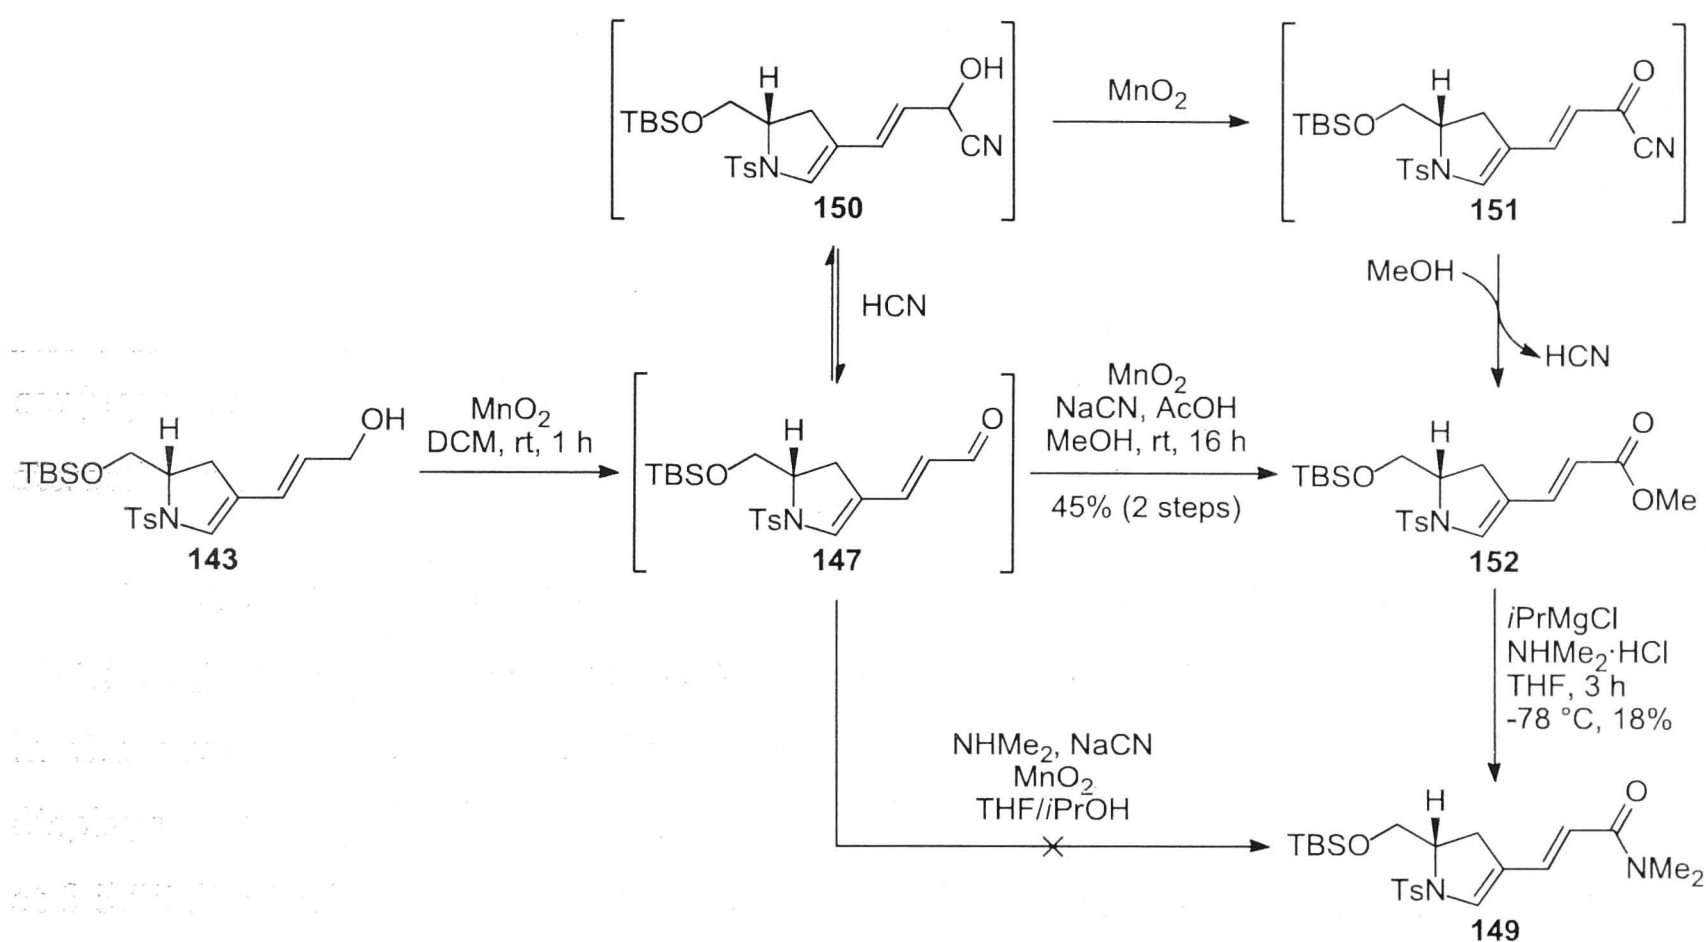 OH
H
TBSO
CN
TsN
150
MnO2
O
H
TBSO
CN
TsN
151
HCN
MeOH
HCN
OH
H
TBSO
TsN
143
MnO2
DCM, rt, 1 h
O
H
TBSO
TsN
147
MnO2
NaCN, AcOH
MeOH, rt, 16 h
45% (2 steps)
O
H
TBSO
OMe
TsN
152
iPrMgCl
NHMe2·HCl
THF, 3 h
-78 °C, 18%
NHMe2, NaCN
MnO2
THF/iPrOH
O
H
TBSO
NMe2
TsN
149